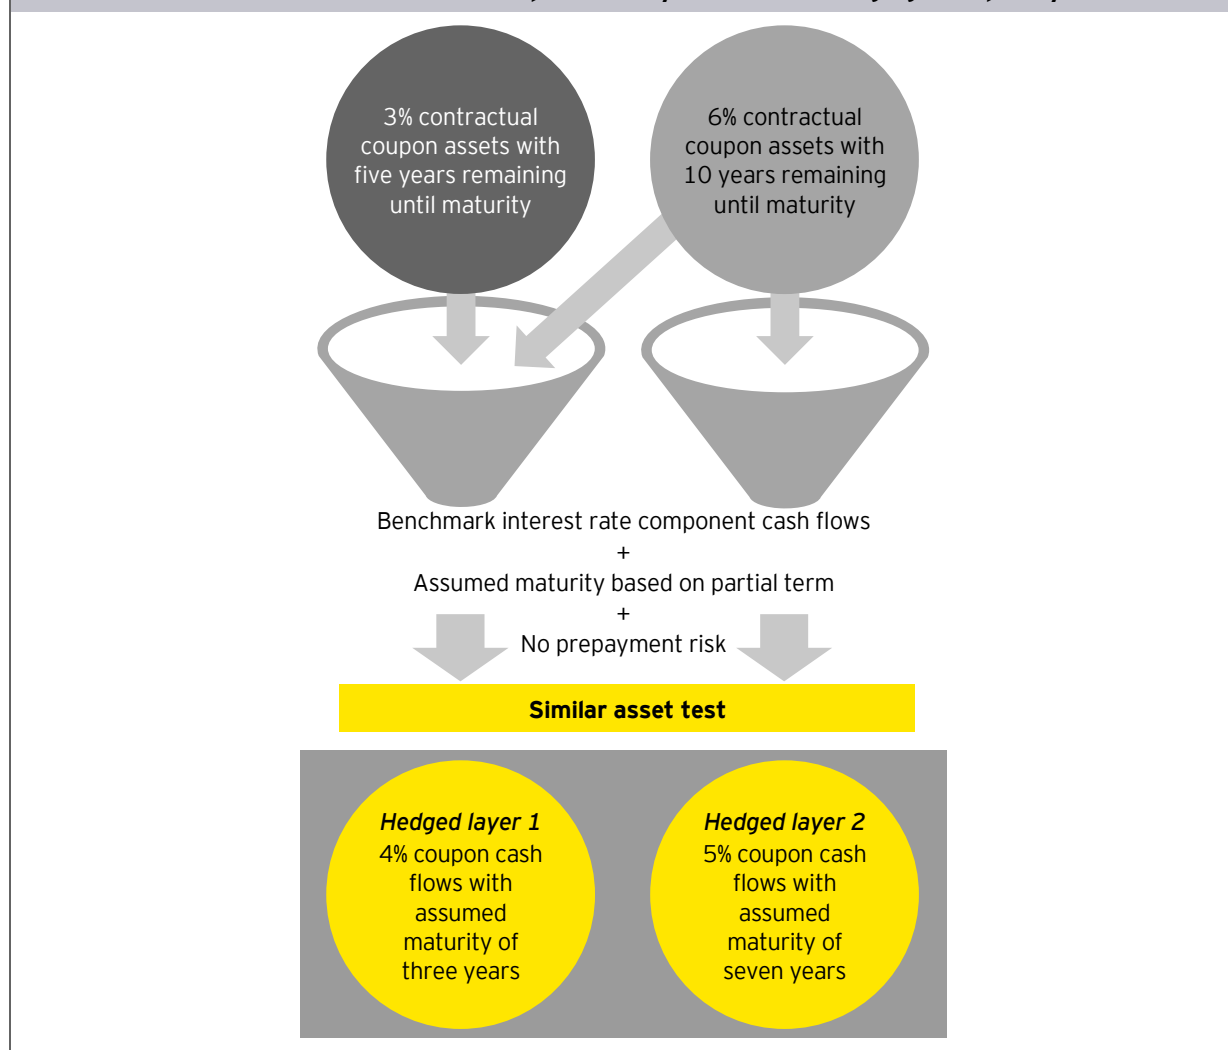 3% contractual
coupon assets with
five years remaining
until maturity
6% contractual
coupon assets with
10 years remaining
until maturity
Benchmark interest rate component cash flows
+
Assumed maturity based on partial term
+
No prepayment risk
Similar asset test
Hedged layer 1
4% coupon cash
flows with
assumed
maturity of
three years
Hedged layer 2
5% coupon cash
flows with
assumed
maturity of
seven years